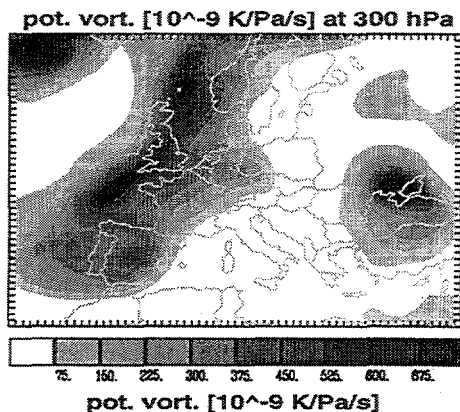 pot. vort. [10^-9 K/Pa/s] at 300 hPa
75. 150. 225. 300. 375. 450. 525. 600. 675.
pot. vort. [10^-9 K/Pa/s]